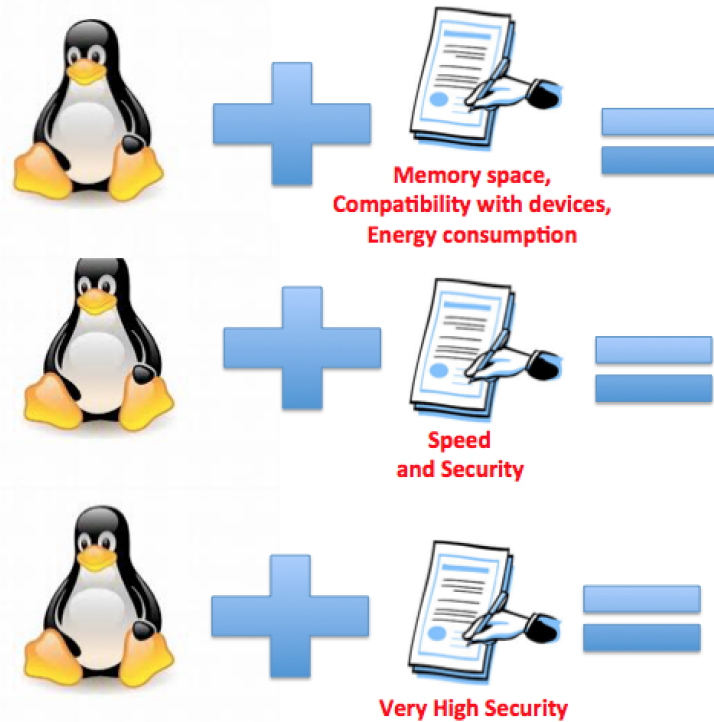 Memory space,
Compatibility with devices,
Energy consumption
Speed
and Security
Very High Security